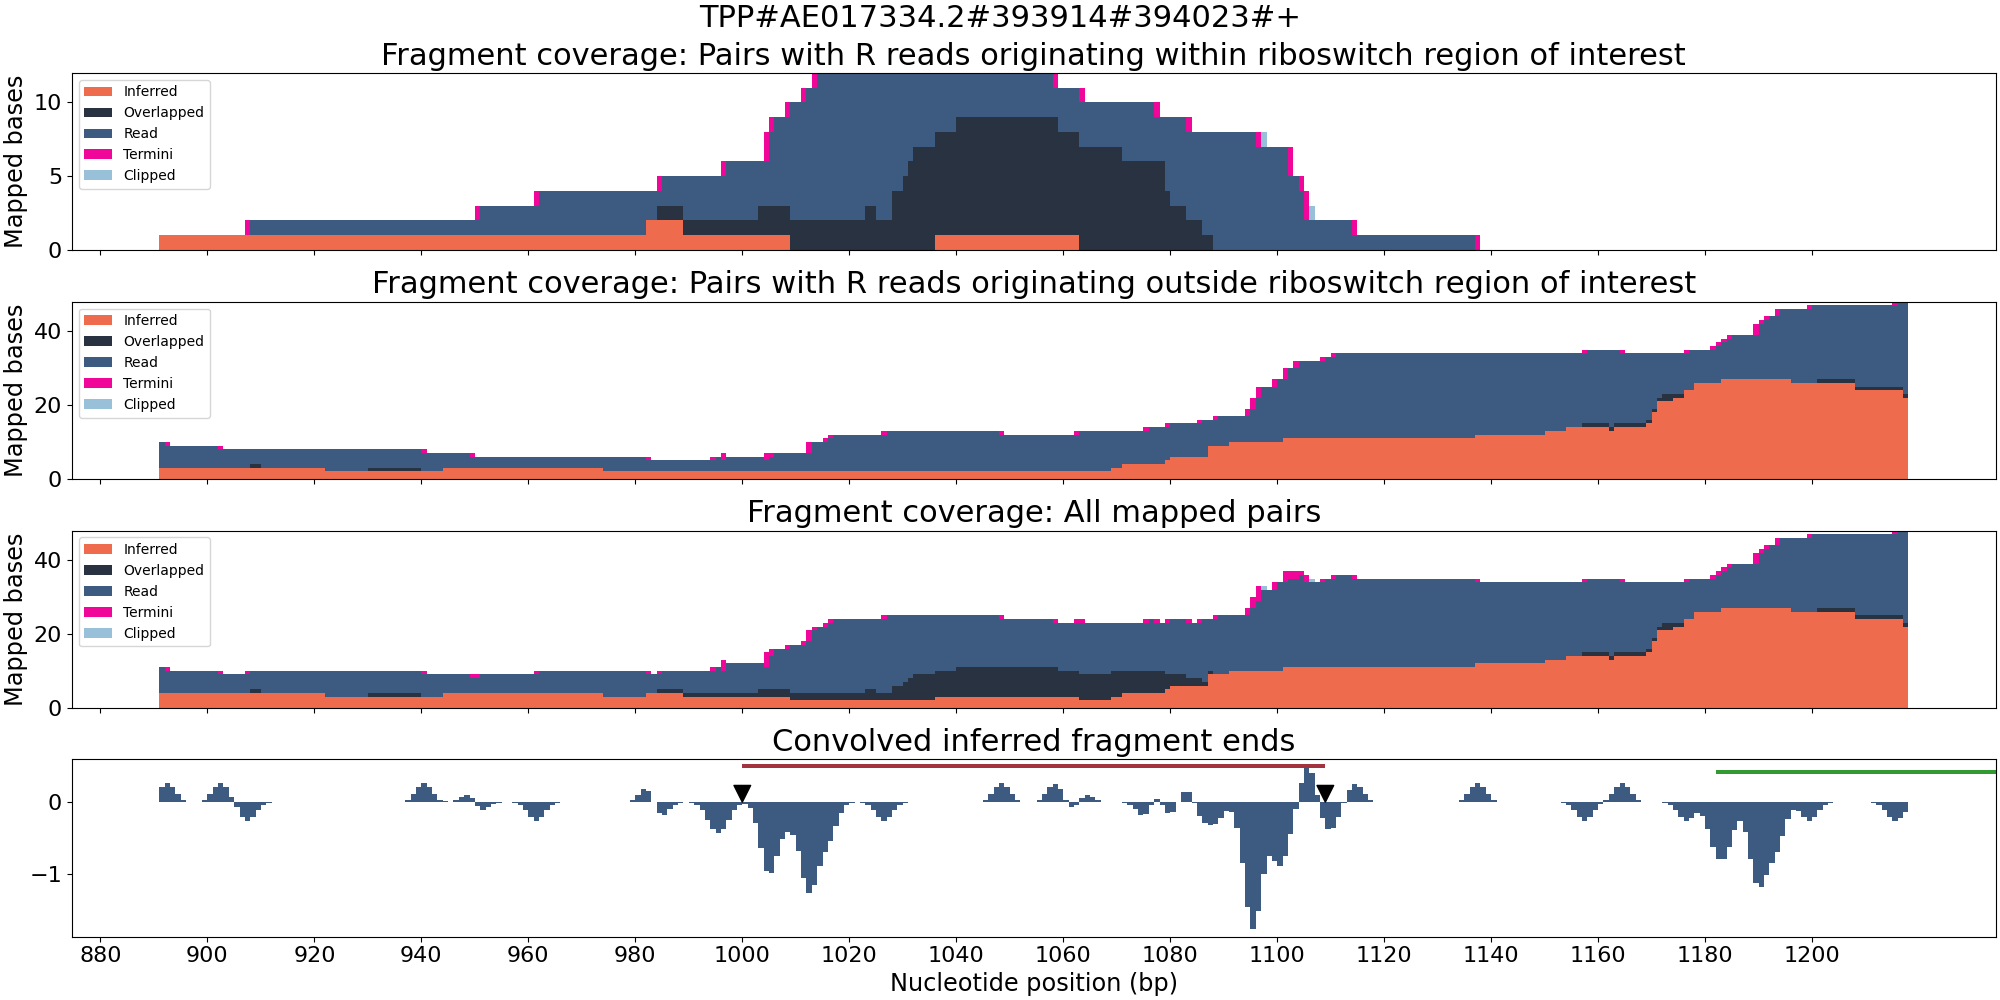 TPP#AE017334.2#393914#394023#+
Fragment coverage: Pairs with R reads originating within riboswitch region of interest
Mapped bases
10
5
0
Inferred
Overlapped
Read
Termini
Clipped
Fragment coverage: Pairs with R reads originating outside riboswitch region of interest
Mapped bases
40
20
0
Inferred
Overlapped
Read
Termini
Clipped
Fragment coverage: All mapped pairs
Mapped bases
40
20
0
Inferred
Overlapped
Read
Termini
Clipped
Convolved inferred fragment ends
0
−1
880 900 920 940 960 980 1000 1020 1040 1060 1080 1100 1120 1140 1160 1180 1200
Nucleotide position (bp)